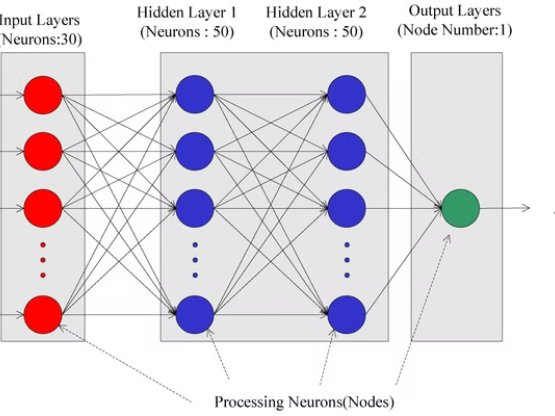 Input Layers
(Neurons:30)
Hidden Layer 1
(Neurons : 50)
Hidden Layer 2
(Neurons : 50)
Output Layers
(Node Number:1)
Processing Neurons(Nodes)